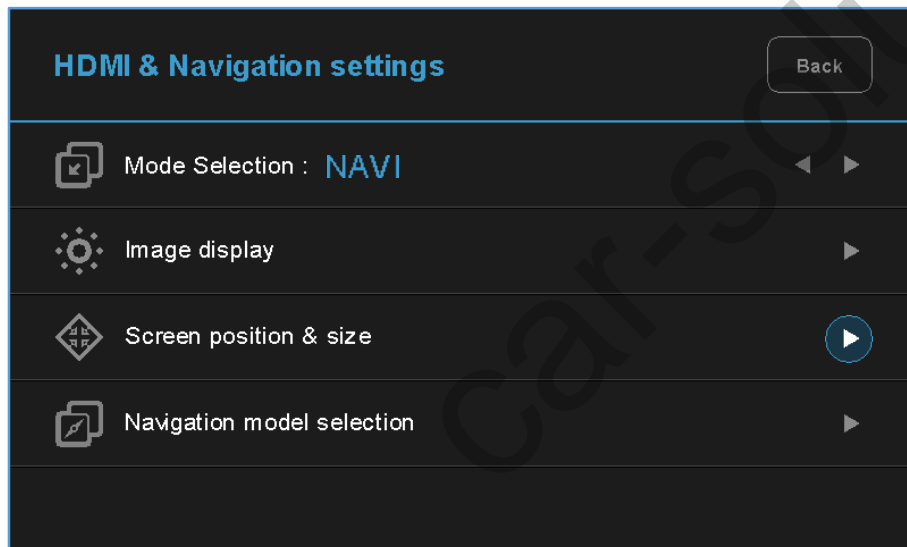 HDMI & Navigation settings
Back
Mode Selection : NAVI
Image display
Screen position & size
Navigation model selection